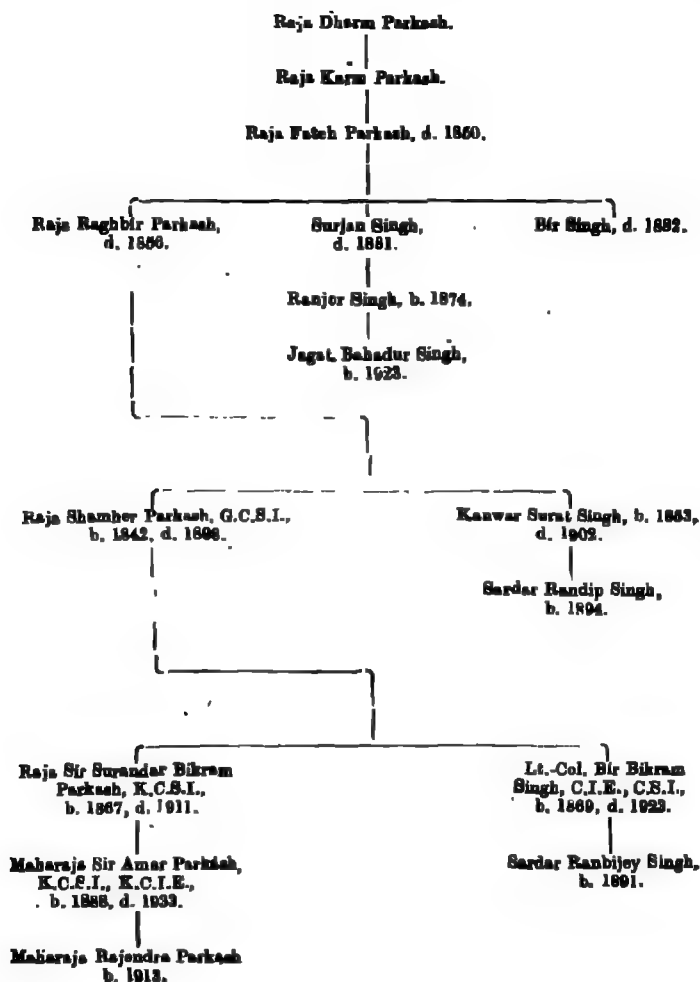 Raja Dharm Parkash.
Raja Karm Parkash.
Raja Fateh Parkash, d. 1850.
Raja Raghbir Parkash,
d. 1856.
Surjan Singh,
d. 1881.
Bir Singh, d. 1882.
Ranjor Singh, b. 1874.
Jagat Bahadur Singh,
b. 1923.
Raja Shamher Parkash, G.C.S.I.,
b. 1842, d. 1898.
Kanwar Surat Singh, b. 1853,
d. 1902.
Sardar Randip Singh,
b. 1894.
Raja Sir Surandar Bikram
Parkash, K.C.S.I.,
b. 1867, d. 1911.
Lt.-Col. Bir Bikram
Singh, C.I.E., C.S.I.,
b. 1869, d. 1923.
Maharaja Sir Amar Parkash,
K.C.S.I., K.C.I.E.,
b. 1888, d. 1933.
Sardar Ranbijey Singh,
b. 1891.
Maharaja Rajendra Parkash
b. 1913.